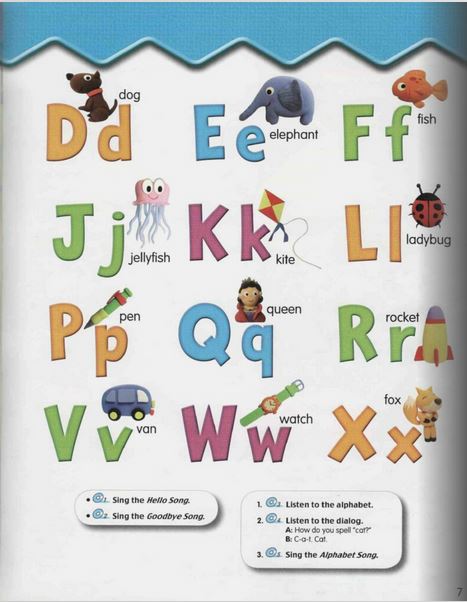 dog
Dd
Ee
elephant
Ff
fish
Jj
jellyfish
Kk
kite
Ll
ladybug
Pp
pen
Qq
queen
Rr
rocket
Vv
van
Ww
watch
Xx
fox
• 1. Sing the Hello Song.
• 2. Sing the Goodbye Song.
1. 3. Listen to the alphabet.
2. 4. Listen to the dialog.
A: How do you spell "cat?"
B: C-a-t. Cat.
3. 5. Sing the Alphabet Song.
7